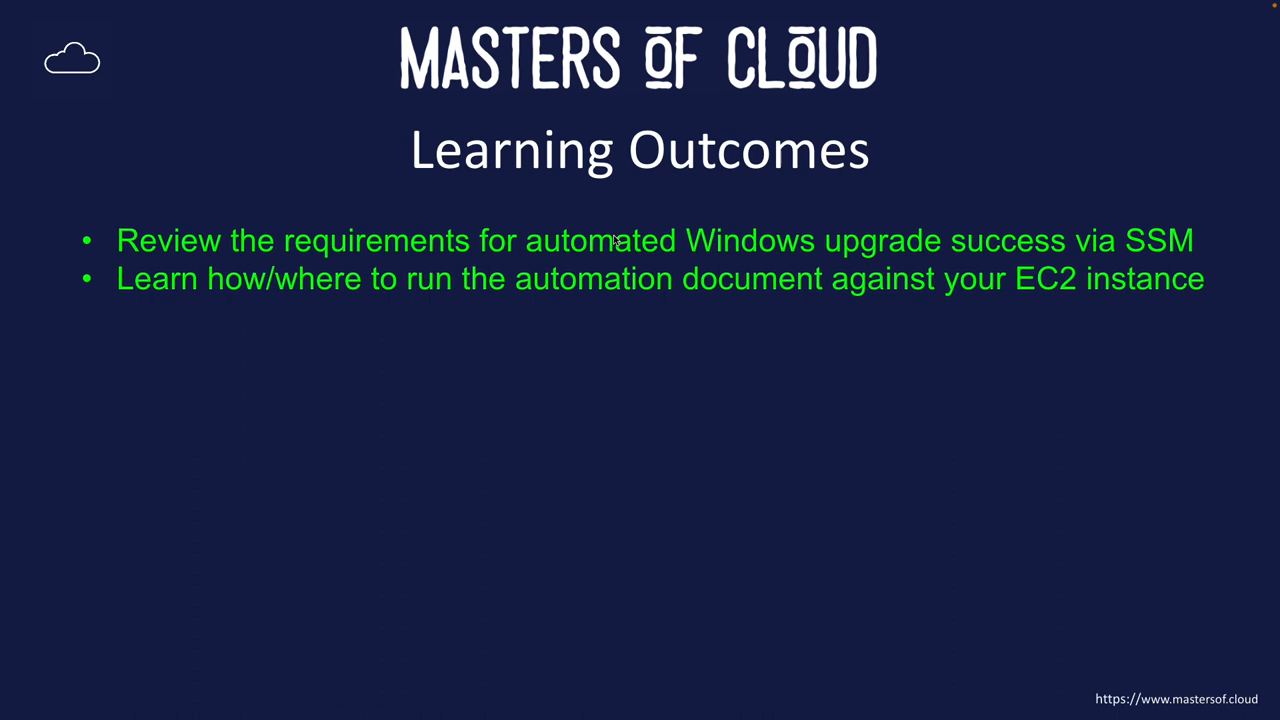 MASTERS OF CLOUD
Learning Outcomes
• Review the requirements for automated Windows upgrade success via SSM
• Learn how/where to run the automation document against your EC2 instance
https://www.mastersof.cloud